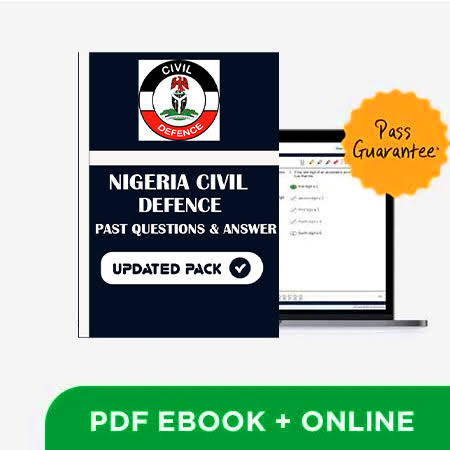 CIVIL
DEFENCE
NIGERIA CIVIL
DEFENCE
PAST QUESTIONS & ANSWER
UPDATED PACK
Pass
Guarantee*
PDF EBOOK + ONLINE